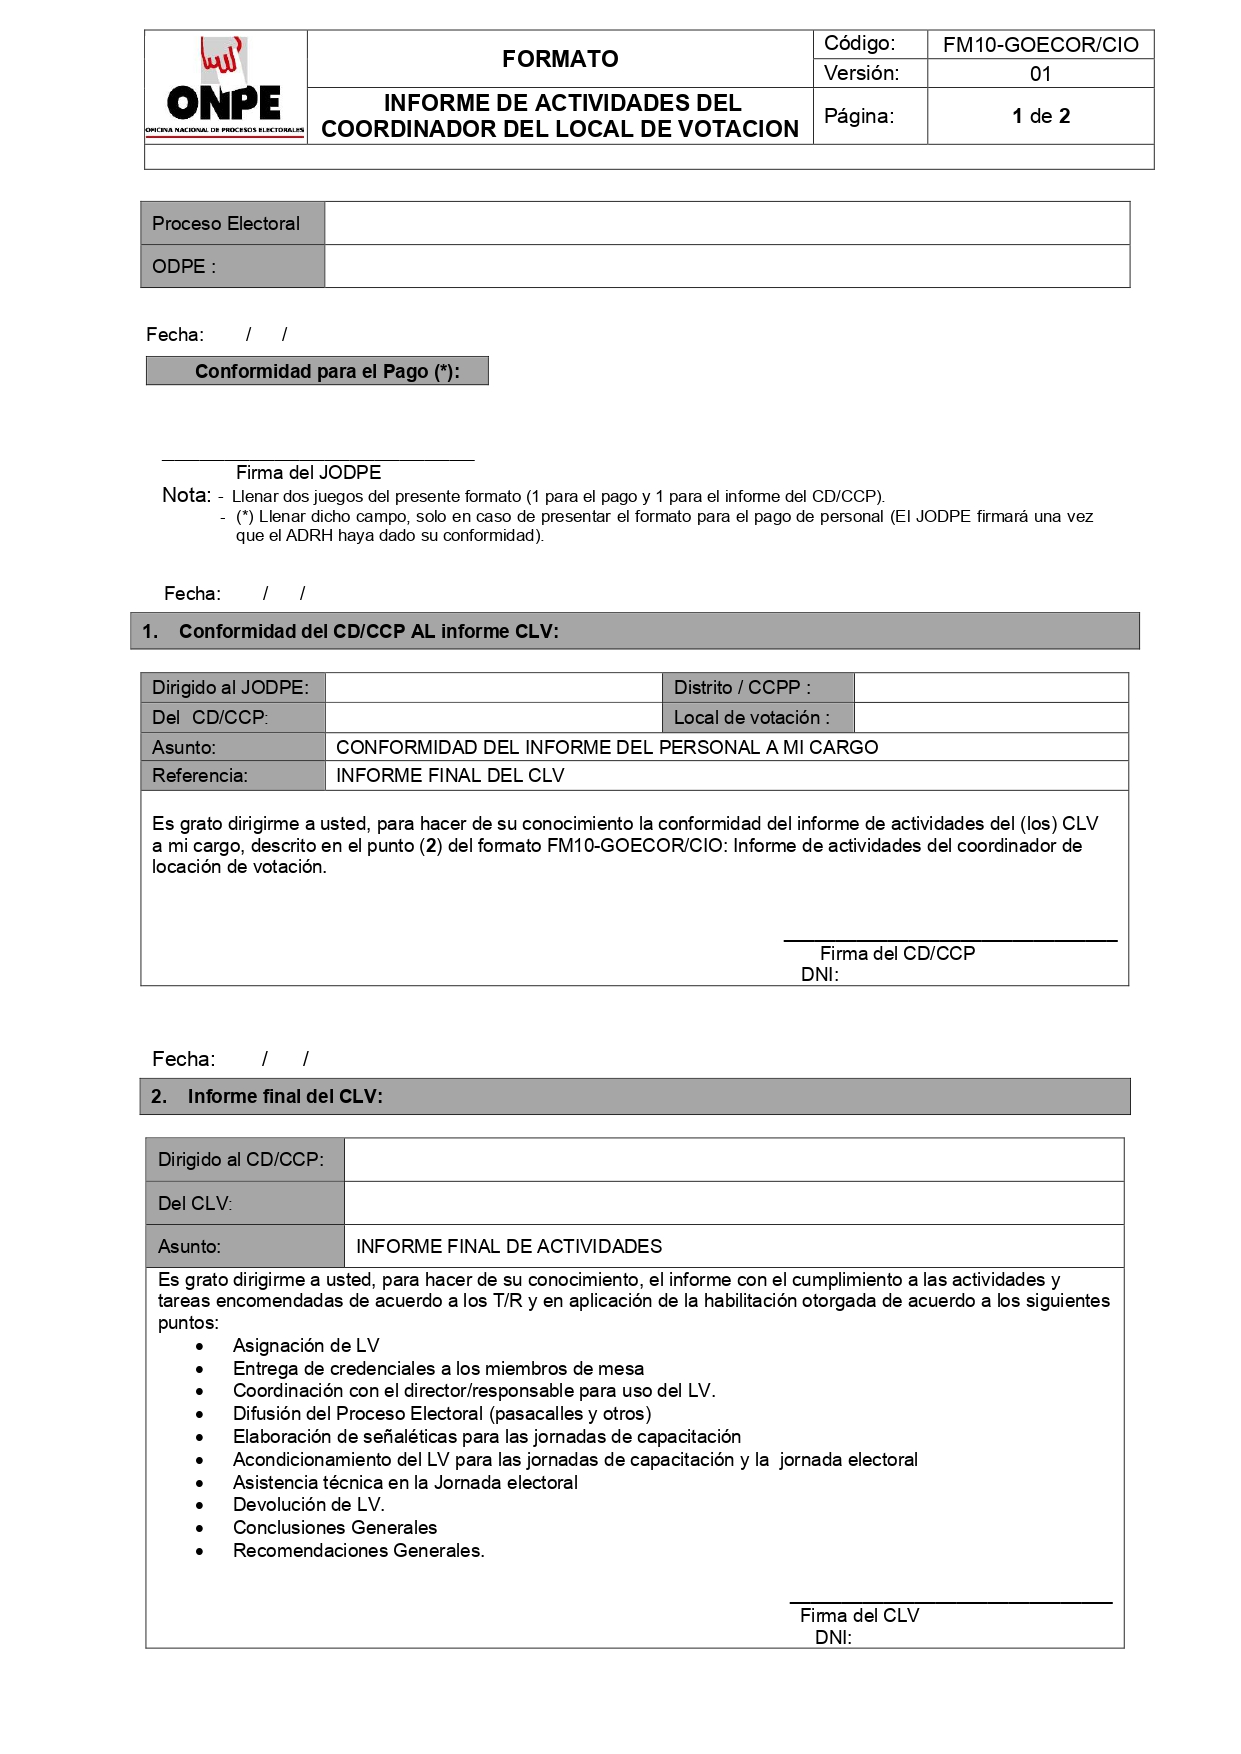 ONPE
OFICINA NACIONAL DE PROCESOS ELECTORALES
FORMATO
INFORME DE ACTIVIDADES DEL
COORDINADOR DEL LOCAL DE VOTACION
Código: FM10-GOECOR/CIO
Versión: 01
Página: 1 de 2
Proceso Electoral
ODPE :
Fecha: / /
Conformidad para el Pago (*):
Firma del JODPE
Nota: - Llenar dos juegos del presente formato (1 para el pago y 1 para el informe del CD/CCP).
- (*) Llenar dicho campo, solo en caso de presentar el formato para el pago de personal (El JODPE firmará una vez
que el ADRH haya dado su conformidad).
Fecha: / /
1. Conformidad del CD/CCP AL informe CLV:
Dirigido al JODPE: Distrito / CCPP :
Del CD/CCP: Local de votación :
Asunto: CONFORMIDAD DEL INFORME DEL PERSONAL A MI CARGO
Referencia: INFORME FINAL DEL CLV
Es grato dirigirme a usted, para hacer de su conocimiento la conformidad del informe de actividades del (los) CLV
a mi cargo, descrito en el punto (2) del formato FM10-GOECOR/CIO: Informe de actividades del coordinador de
locación de votación.
Firma del CD/CCP
DNI:
Fecha: / /
2. Informe final del CLV:
Dirigido al CD/CCP:
Del CLV:
Asunto: INFORME FINAL DE ACTIVIDADES
Es grato dirigirme a usted, para hacer de su conocimiento, el informe con el cumplimiento a las actividades y
tareas encomendadas de acuerdo a los T/R y en aplicación de la habilitación otorgada de acuerdo a los siguientes
puntos:
• Asignación de LV
• Entrega de credenciales a los miembros de mesa
• Coordinación con el director/responsable para uso del LV.
• Difusión del Proceso Electoral (pasacalles y otros)
• Elaboración de señaléticas para las jornadas de capacitación
• Acondicionamiento del LV para las jornadas de capacitación y la jornada electoral
• Asistencia técnica en la Jornada electoral
• Devolución de LV.
• Conclusiones Generales
• Recomendaciones Generales.
Firma del CLV
DNI: